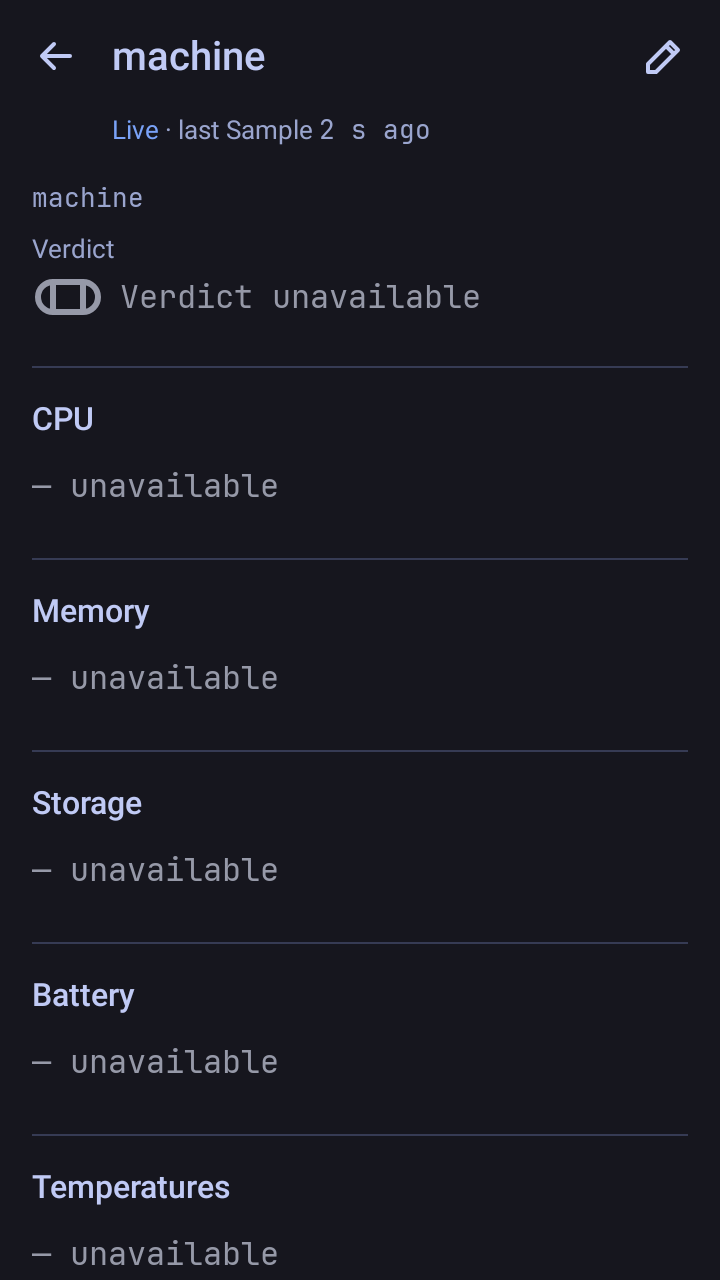 machine
Live · last Sample 2 s ago
machine
Verdict
Verdict unavailable
CPU
— unavailable
Memory
— unavailable
Storage
— unavailable
Battery
— unavailable
Temperatures
— unavailable